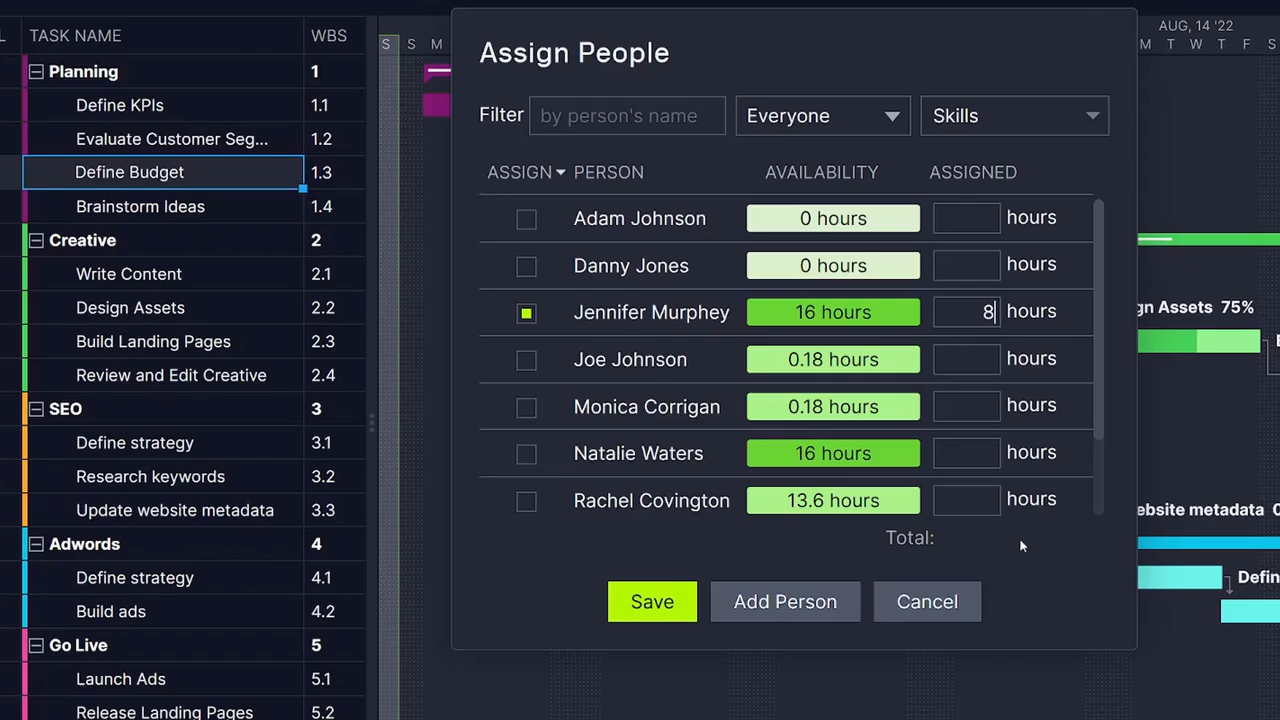 L TASK NAME WBS
Planning 1
Define KPIs 1.1
Evaluate Customer Seg... 1.2
Define Budget 1.3
Brainstorm Ideas 1.4
Creative 2
Write Content 2.1
Design Assets 2.2
Build Landing Pages 2.3
Review and Edit Creative 2.4
SEO 3
Define strategy 3.1
Research keywords 3.2
Update website metadata 3.3
Adwords 4
Define strategy 4.1
Build ads 4.2
Go Live 5
Launch Ads 5.1
Release Landing Pages 5.2
S S M
Assign People
Filter by person's name Everyone Skills
ASSIGN PERSON AVAILABILITY ASSIGNED
Adam Johnson 0 hours hours
Danny Jones 0 hours hours
Jennifer Murphey 16 hours 8 hours
Joe Johnson 0.18 hours hours
Monica Corrigan 0.18 hours hours
Natalie Waters 16 hours hours
Rachel Covington 13.6 hours hours
Total:
Save Add Person Cancel
AUG, 14 '22
M T W T F S
gn Assets 75%
ebsite metadata
Defin